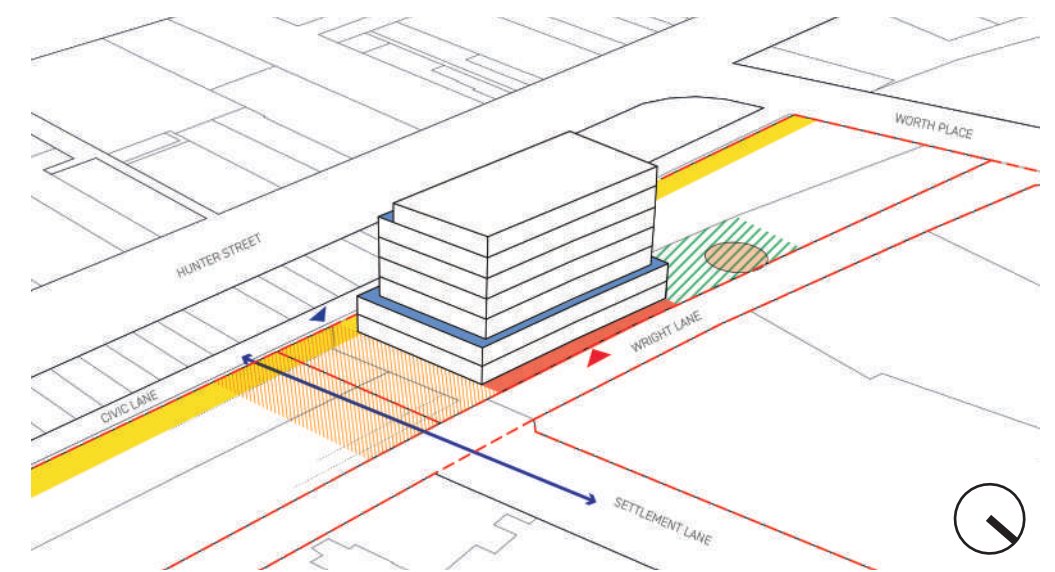 WORTH PLACE
HUNTER STREET
WRIGHT LANE
CIVIC LANE
SETTLEMENT LANE